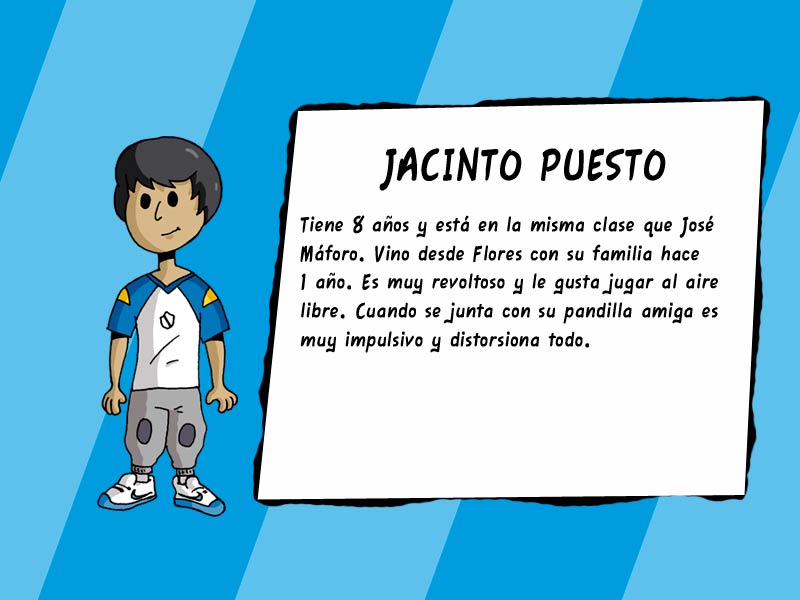 JACINTO PUESTO
Tiene 8 años y está en la misma clase que José
Máforo. Vino desde Flores con su familia hace
1 año. Es muy revoltoso y le gusta jugar al aire
libre. Cuando se junta con su pandilla amiga es
muy impulsivo y distorsiona todo.